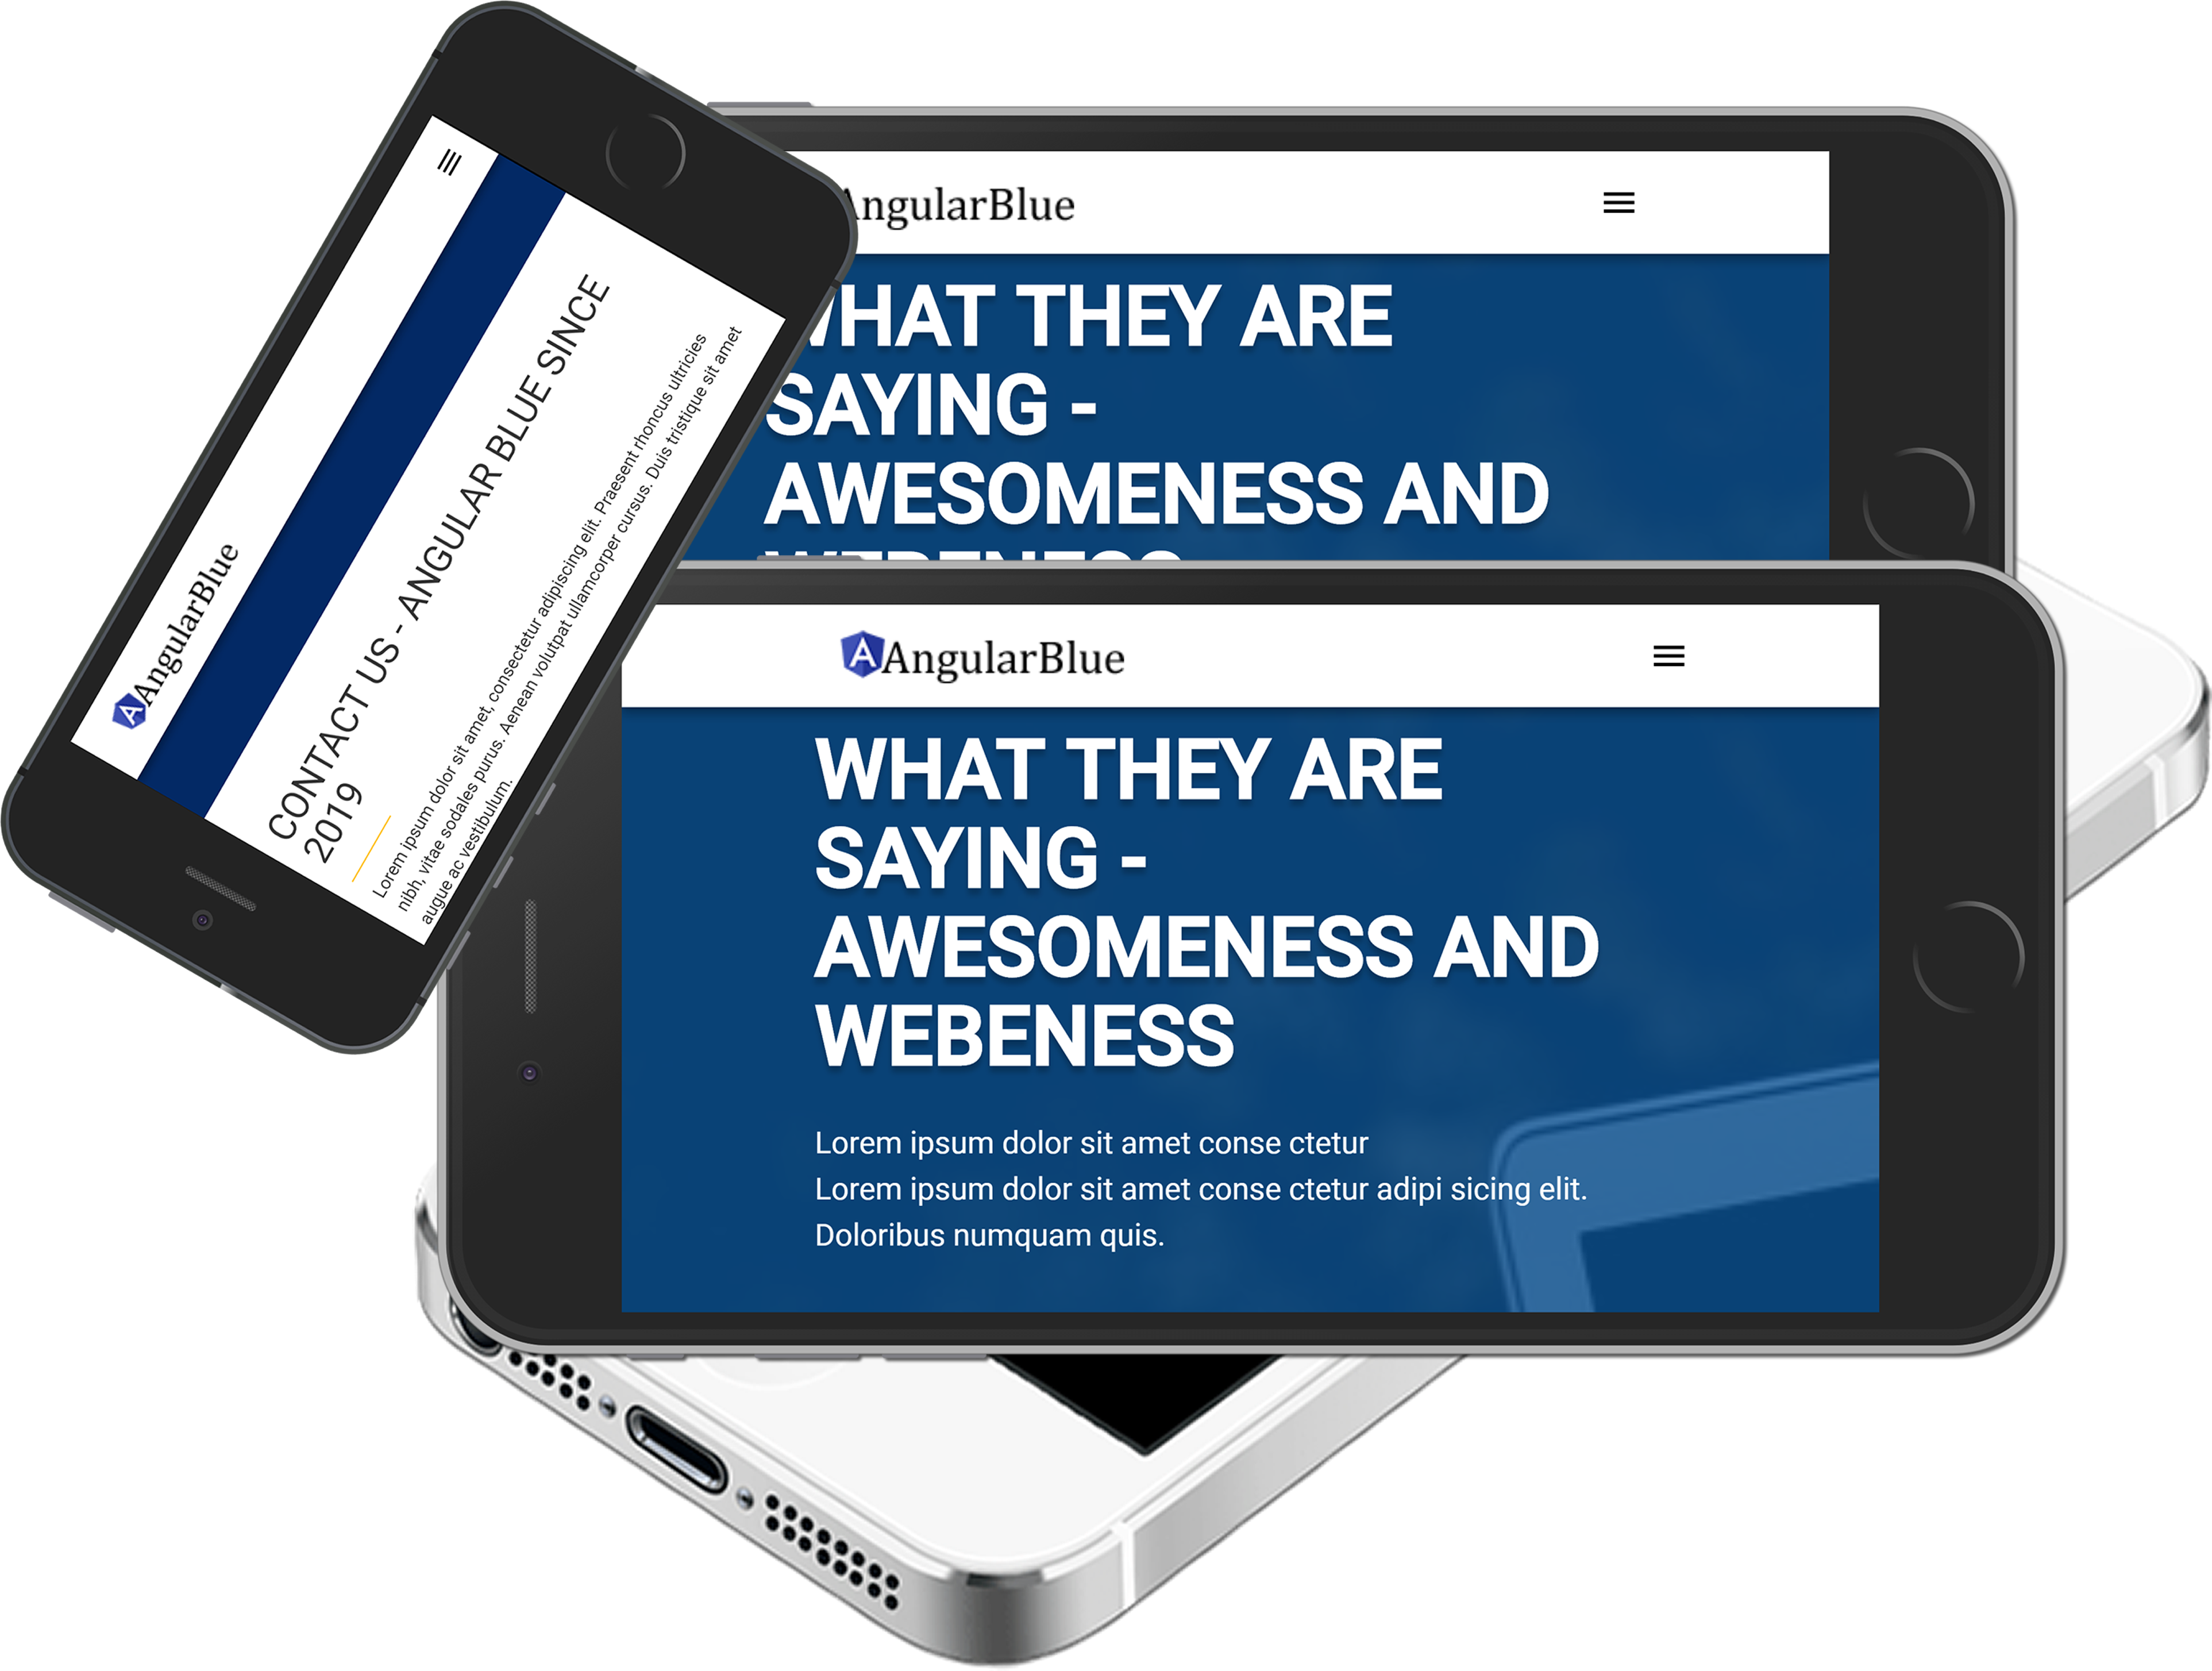 AngularBlue
CONTACT US - ANGULAR BLUE SINCE
2019
Lorem ipsum dolor sit amet, consectetur adipiscing elit. Praesent rhoncus ultricies
nibh, vitae sodales purus. Aenean volutpat ullamcorper cursus. Duis tristique sit amet
augue ac vestibulum.
AngularBlue
WHAT THEY ARE
SAYING -
AWESOMENESS AND
WEBENESS
A AngularBlue
WHAT THEY ARE
SAYING -
AWESOMENESS AND
WEBENESS
Lorem ipsum dolor sit amet conse ctetur
Lorem ipsum dolor sit amet conse ctetur adipi sicing elit.
Doloribus numquam quis.